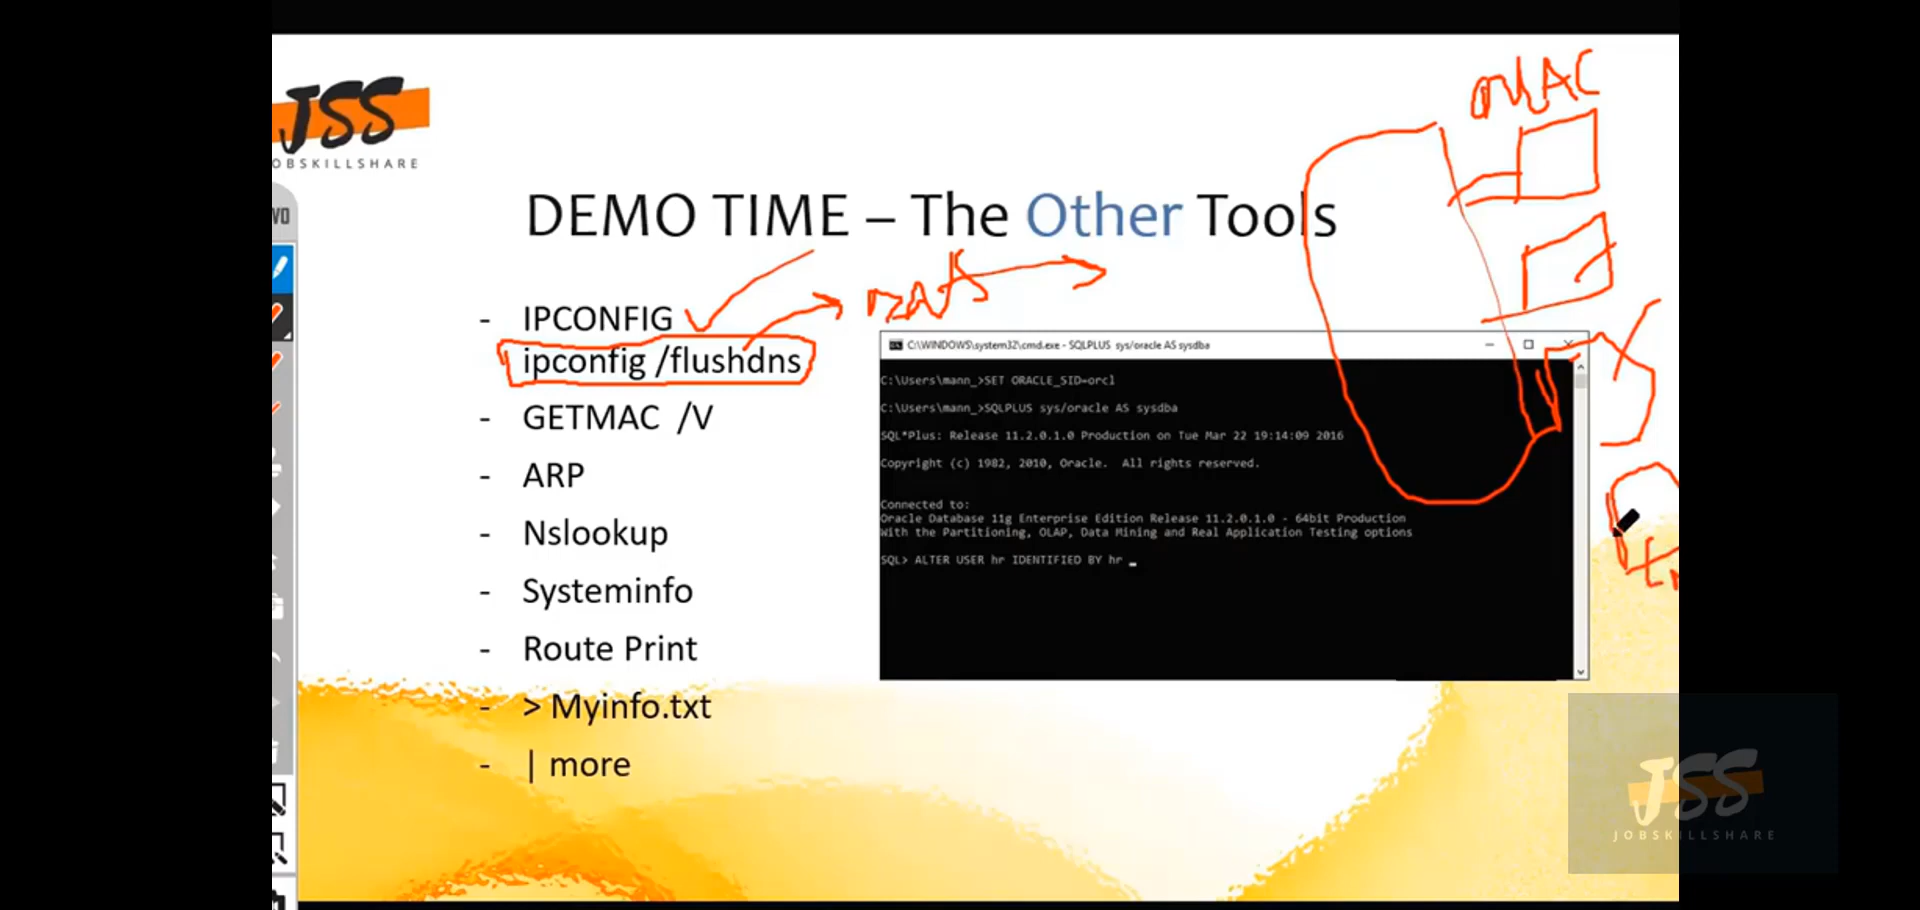 JSS
OBSKILLSHARE
VO
MAC
DEMO TIME – The Other Tools
- IPCONFIG
ipconfig /flushdns
- GETMAC /V
- ARP
- Nslookup
- Systeminfo
- Route Print
- > Myinfo.txt
- | more
C:\WINDOWS\system32\cmd.exe - SQLPLUS sys/oracle AS sysdba
C:\Users\mann_>SET ORACLE_SID=orcl
C:\Users\mann_>SQLPLUS sys/oracle AS sysdba
SQL*Plus: Release 11.2.0.1.0 Production on Tue Mar 22 19:14:09 2016
Copyright (c) 1982, 2010, Oracle. All rights reserved.
Connected to:
Oracle Database 11g Enterprise Edition Release 11.2.0.1.0 - 64bit Production
With the Partitioning, OLAP, Data Mining and Real Application Testing options
SQL> ALTER USER hr IDENTIFIED BY hr _
JSS
JOBSKILLSHARE